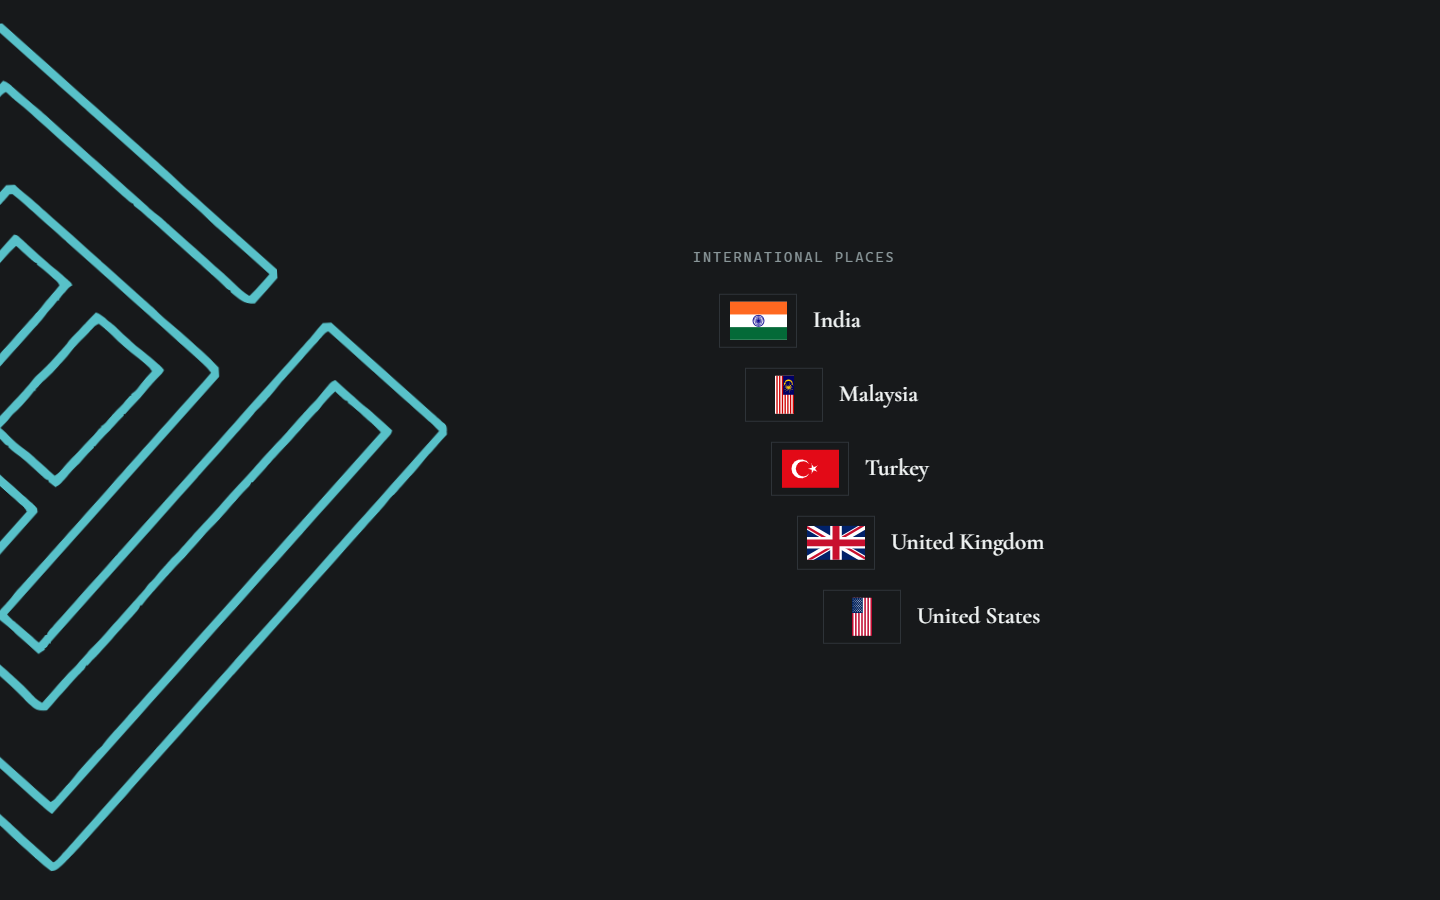 INTERNATIONAL PLACES
India
Malaysia
Turkey
United Kingdom
United States